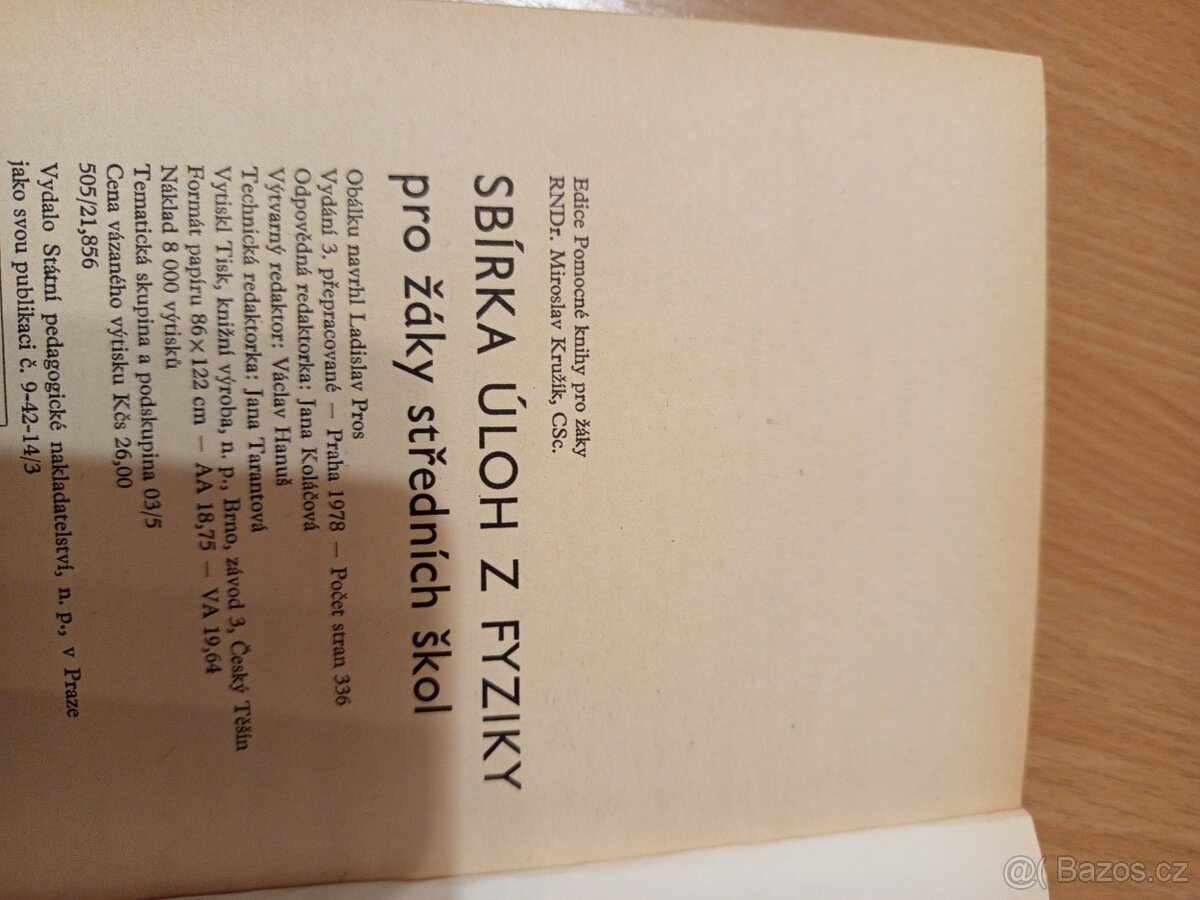 Edice Pomocné knihy pro žáky
RNDr. Miroslav Kružík, CSc.
SBÍRKA ÚLOH Z FYZIKY
pro žáky středních škol
Obálku navrhl Ladislav Pros
Vydání 3. přepracované — Praha 1978 — Počet stran 336
Odpovědná redaktorka: Jana Koláčová
Výtvarný redaktor: Václav Hanuš
Technická redaktorka: Jana Tarantová
Vytiskl Tisk, knižní výroba, n. p., Brno, závod 3, Český Těšín
Formát papíru 86×122 cm — AA 18,75 — VA 19,64
Náklad 8 000 výtisků
Tematická skupina a podskupina 03/5
Cena vázaného výtisku Kčs 26,00
505/21,856
Vydalo Státní pedagogické nakladatelství, n. p., v Praze
jako svou publikaci č. 9-42-14/3
@( Bazos.cz